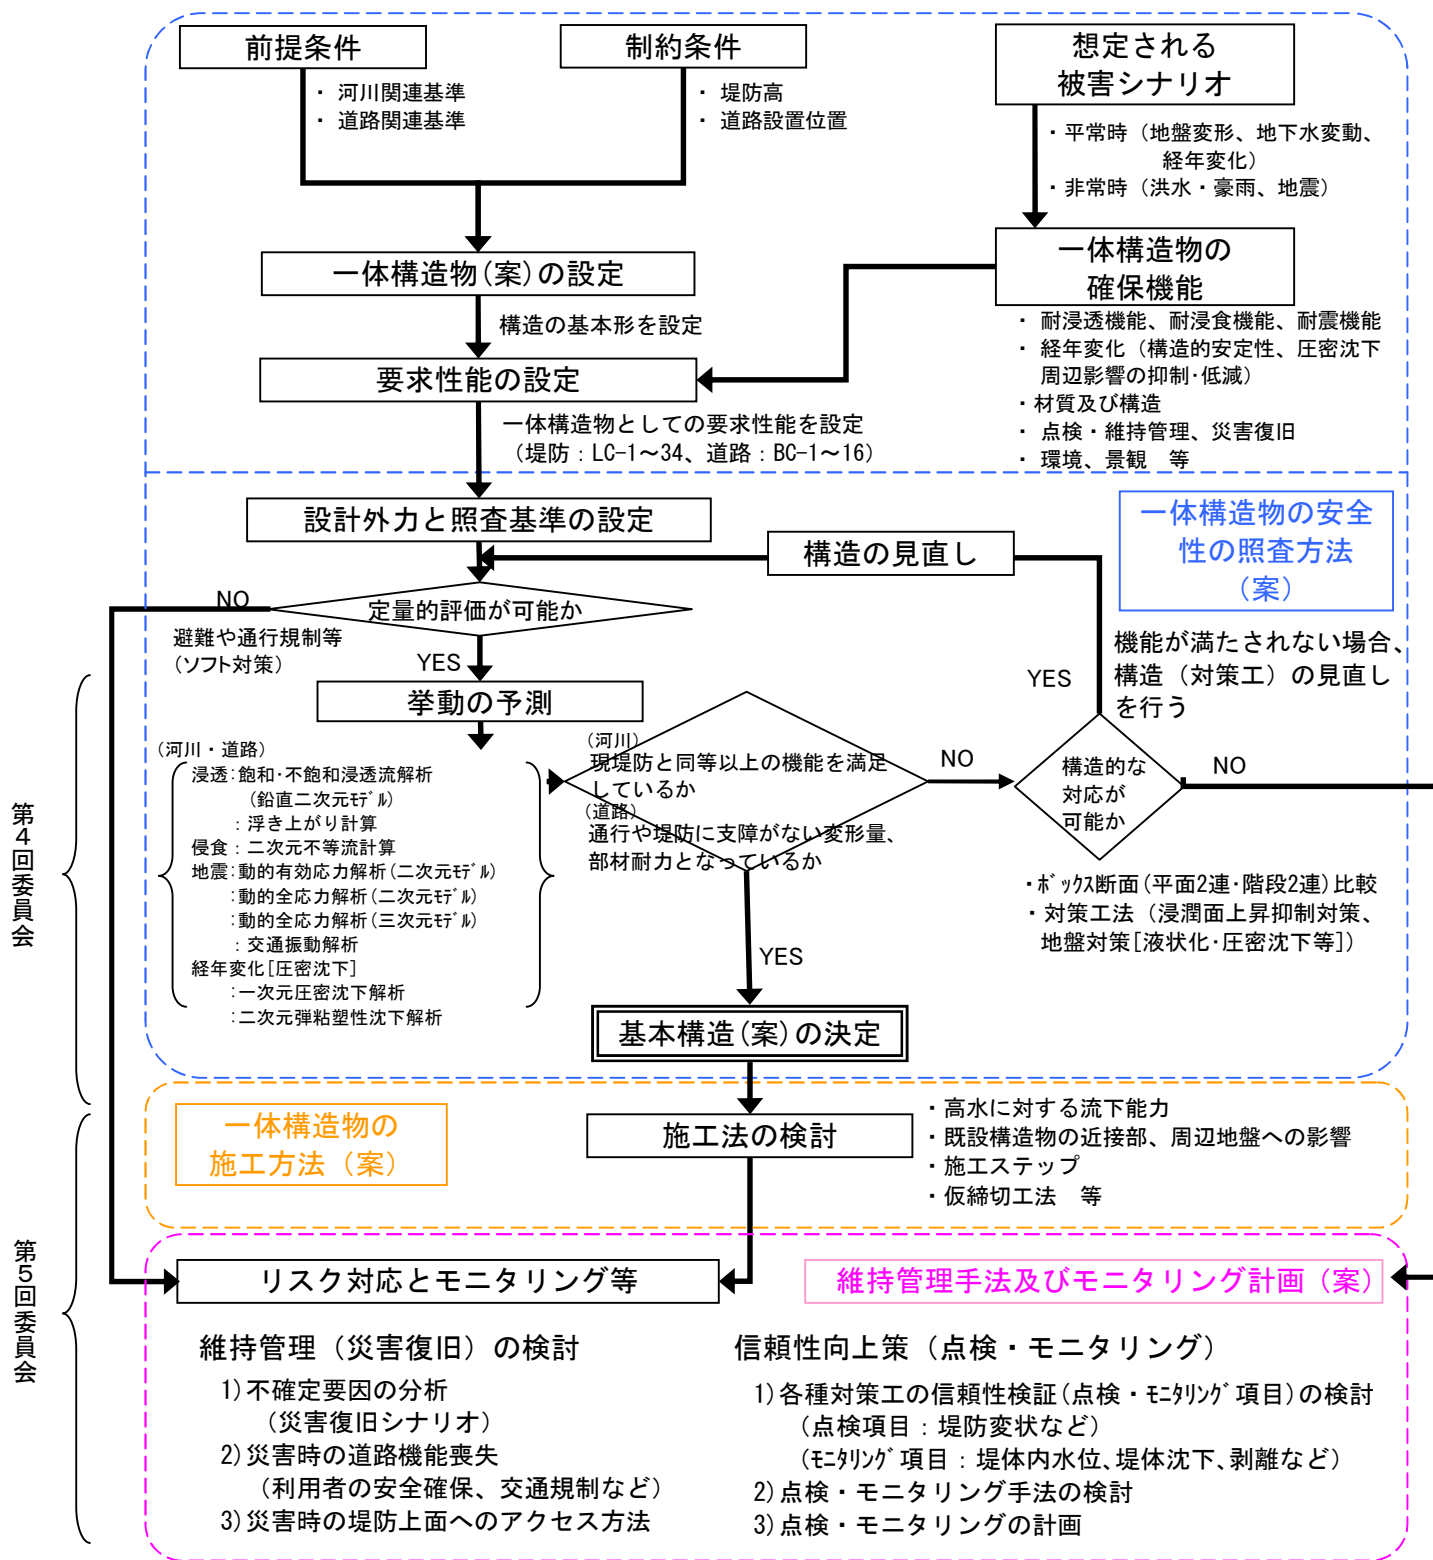 前提条件
・ 河川関連基準
・ 道路関連基準
制約条件
・ 堤防高
・ 道路設置位置
想定される
被害シナリオ
・平常時（地盤変形、地下水変動、
経年変化）
・非常時（洪水・豪雨、地震）
一体構造物(案)の設定
構造の基本形を設定
一体構造物の
確保機能
・ 耐浸透機能、耐浸食機能、耐震機能
・ 経年変化（構造的安定性、圧密沈下
周辺影響の抑制･低減）
・材質及び構造
・ 点検・維持管理、災害復旧
・ 環境、景観　等
要求性能の設定
一体構造物としての要求性能を設定
（堤防：LC-1～34、道路：BC-1～16）
設計外力と照査基準の設定
構造の見直し
一体構造物の安全
性の照査方法
（案）
定量的評価が可能か
NO
避難や通行規制等
(ソフト対策)
YES
挙動の予測
機能が満たされない場合、
構造（対策工）の見直し
を行う
YES
(河川・道路)
浸透:飽和･不飽和浸透流解析
(鉛直二次元ﾓﾃﾞﾙ)
：浮き上がり計算
侵食：二次元不等流計算
地震:動的有効応力解析(二次元ﾓﾃﾞﾙ)
:動的全応力解析(二次元ﾓﾃﾞﾙ)
:動的全応力解析(三次元ﾓﾃﾞﾙ)
：交通振動解析
経年変化[圧密沈下]
:一次元圧密沈下解析
:二次元弾粘塑性沈下解析
(河川)
現堤防と同等以上の機能を満足
しているか
(道路)
通行や堤防に支障がない変形量、
部材耐力となっているか
NO
構造的な
対応が
可能か
NO
・ﾎﾞｯｸｽ断面(平面2連･階段2連)比較
・対策工法（浸潤面上昇抑制対策、
地盤対策[液状化･圧密沈下等]）
YES
基本構造(案)の決定
第４回委員会
一体構造物の
施工方法（案）
施工法の検討
・高水に対する流下能力
・既設構造物の近接部、周辺地盤への影響
・施工ステップ
・仮締切工法　等
第５回委員会
リスク対応とモニタリング等
維持管理手法及びモニタリング計画（案）
維持管理（災害復旧）の検討
1)不確定要因の分析
（災害復旧シナリオ）
2)災害時の道路機能喪失
（利用者の安全確保、交通規制など）
3)災害時の堤防上面へのアクセス方法
信頼性向上策（点検・モニタリング）
1)各種対策工の信頼性検証(点検・ﾓﾆﾀﾘﾝｸﾞ項目)の検討
（点検項目：堤防変状など）
（ﾓﾆﾀﾘﾝｸﾞ項目：堤体内水位､堤体沈下､剥離など）
2)点検・モニタリング手法の検討
3)点検・モニタリングの計画